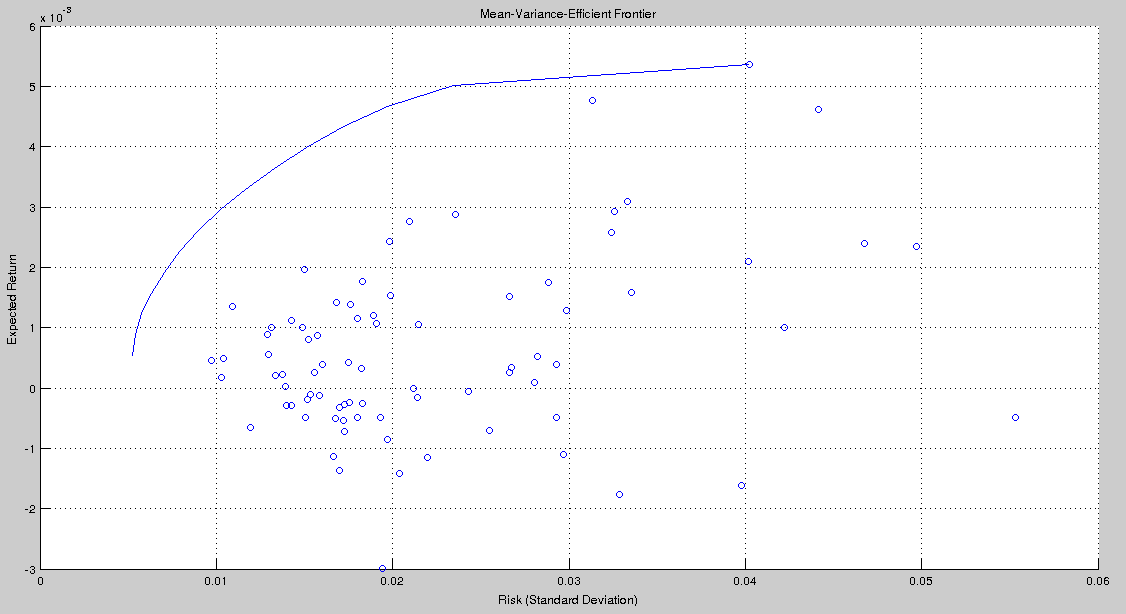 Mean-Variance-Efficient Frontier
x 10^-3
6
5
4
3
2
1
0
-1
-2
-3
Expected Return
0 0.01 0.02 0.03 0.04 0.05 0.06
Risk (Standard Deviation)